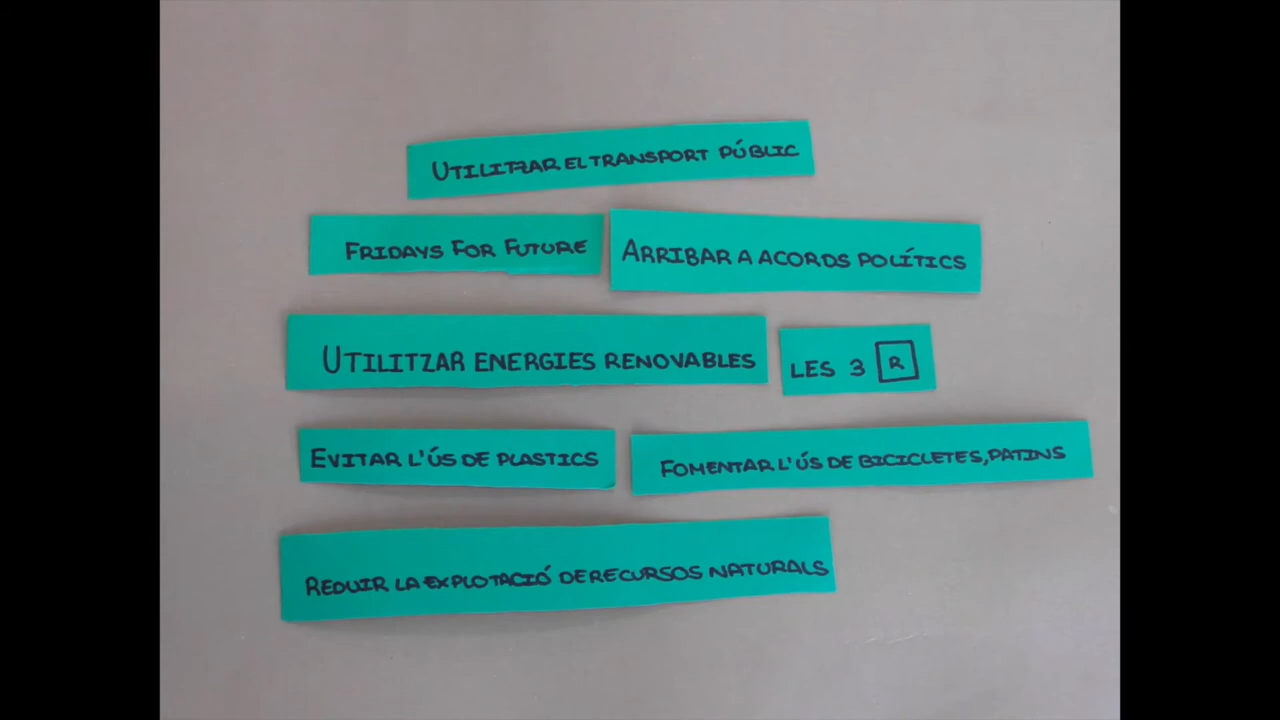 UTILITZAR EL TRANSPORT PÚBLIC
FRIDAYS FOR FUTURE
ARRIBAR A ACORDS POLÍTICS
UTILITZAR ENERGIES RENOVABLES
LES 3 R
EVITAR L'ÚS DE PLASTICS
FOMENTAR L'ÚS DE BICICLETES, PATINS
REDUIR LA EXPLOTACIÓ DE RECURSOS NATURALS